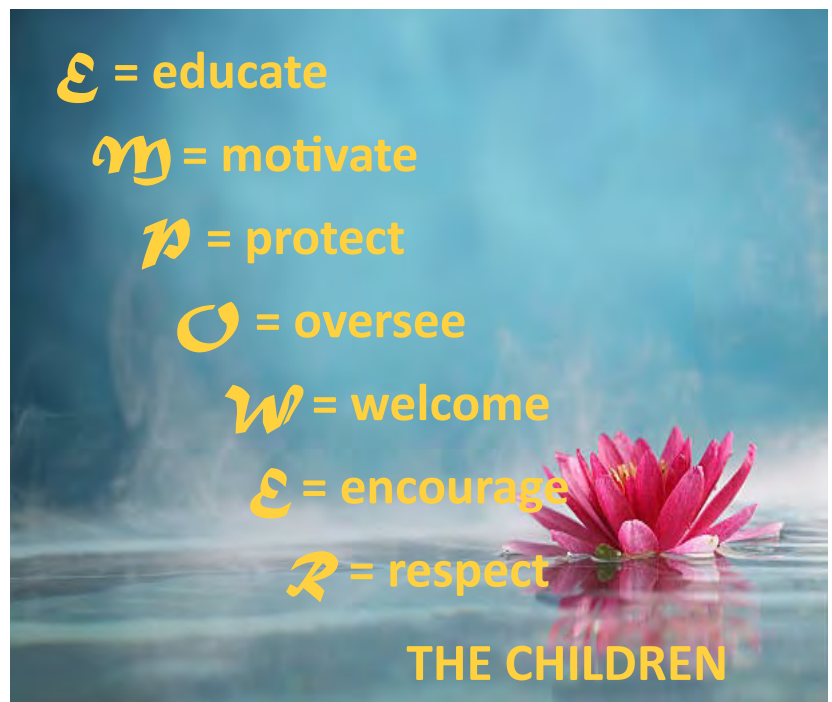 E = educate
M = motivate
P = protect
O = oversee
W = welcome
E = encourage
R = respect
THE CHILDREN